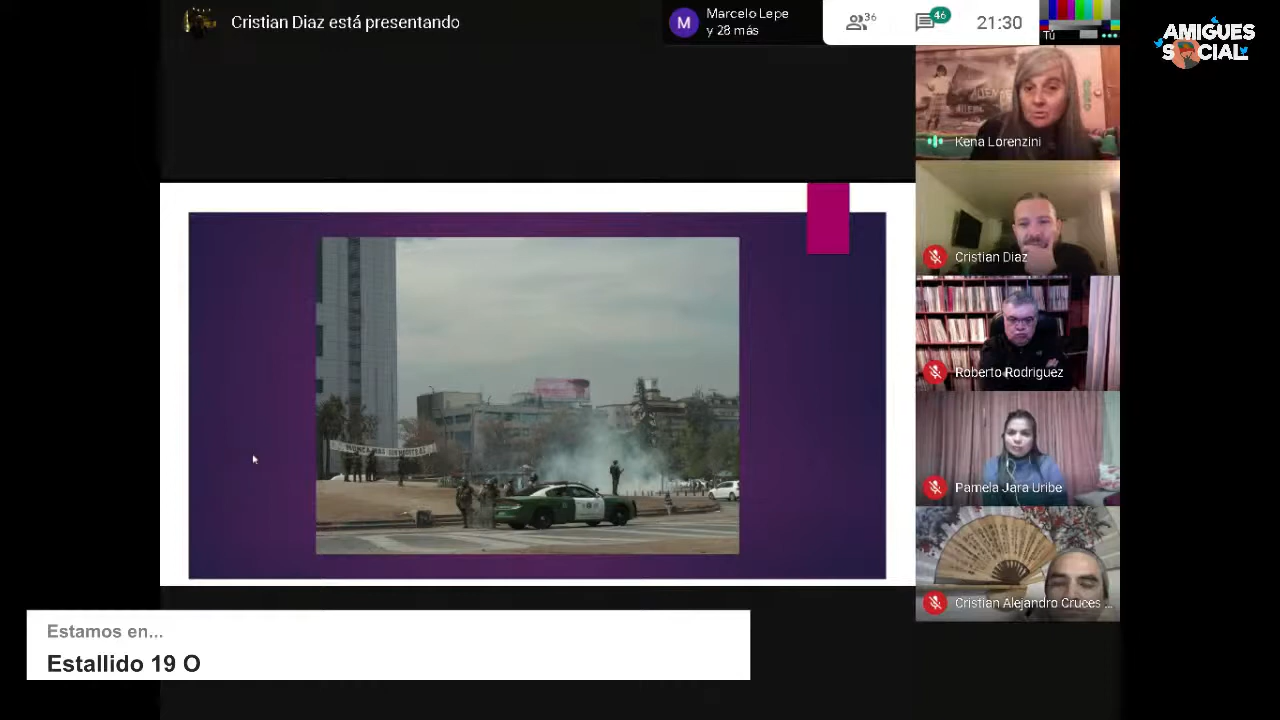 Cristian Diaz está presentando
M
Marcelo Lepe
y 28 más
36
46
21:30
Tú
AMIGUES
SOCIAL
Kena Lorenzini
Cristian Diaz
Roberto Rodriguez
Pamela Jara Uribe
Cristian Alejandro Cruces ...
Estamos en...
Estallido 19 O